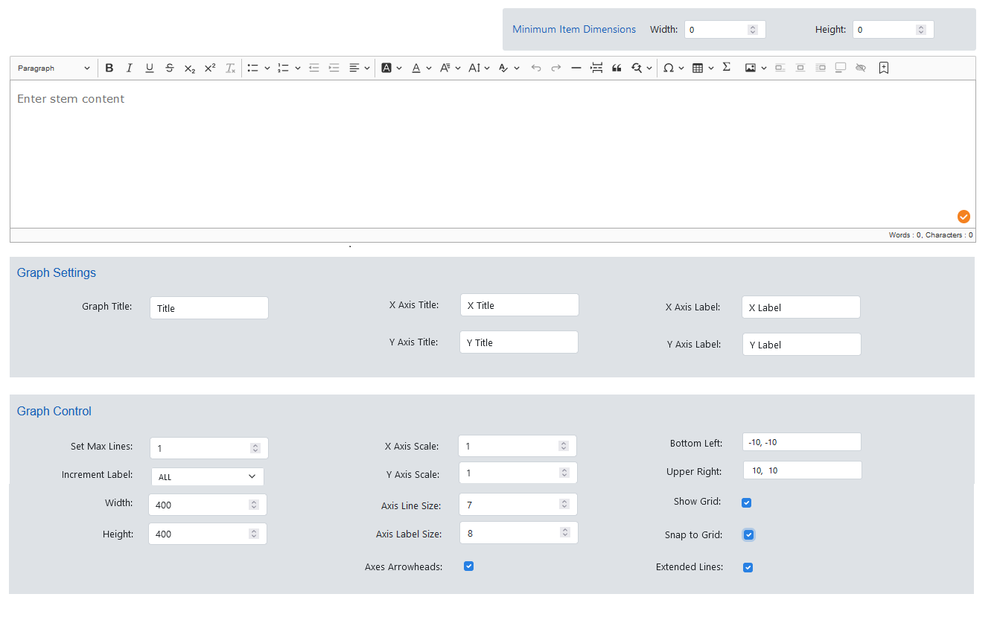 Minimum Item Dimensions Width: 0 Height: 0
Paragraph B I U S x₂ x² Tx A A A AI A Ω Σ
Enter stem content
Words : 0, Characters : 0
.
Graph Settings
Graph Title: Title X Axis Title: X Title X Axis Label: X Label
Y Axis Title: Y Title Y Axis Label: Y Label
Graph Control
Set Max Lines: 1 X Axis Scale: 1 Bottom Left: -10, -10
Increment Label: ALL Y Axis Scale: 1 Upper Right: 10, 10
Width: 400 Axis Line Size: 7 Show Grid:
Height: 400 Axis Label Size: 8 Snap to Grid:
Axes Arrowheads: Extended Lines: